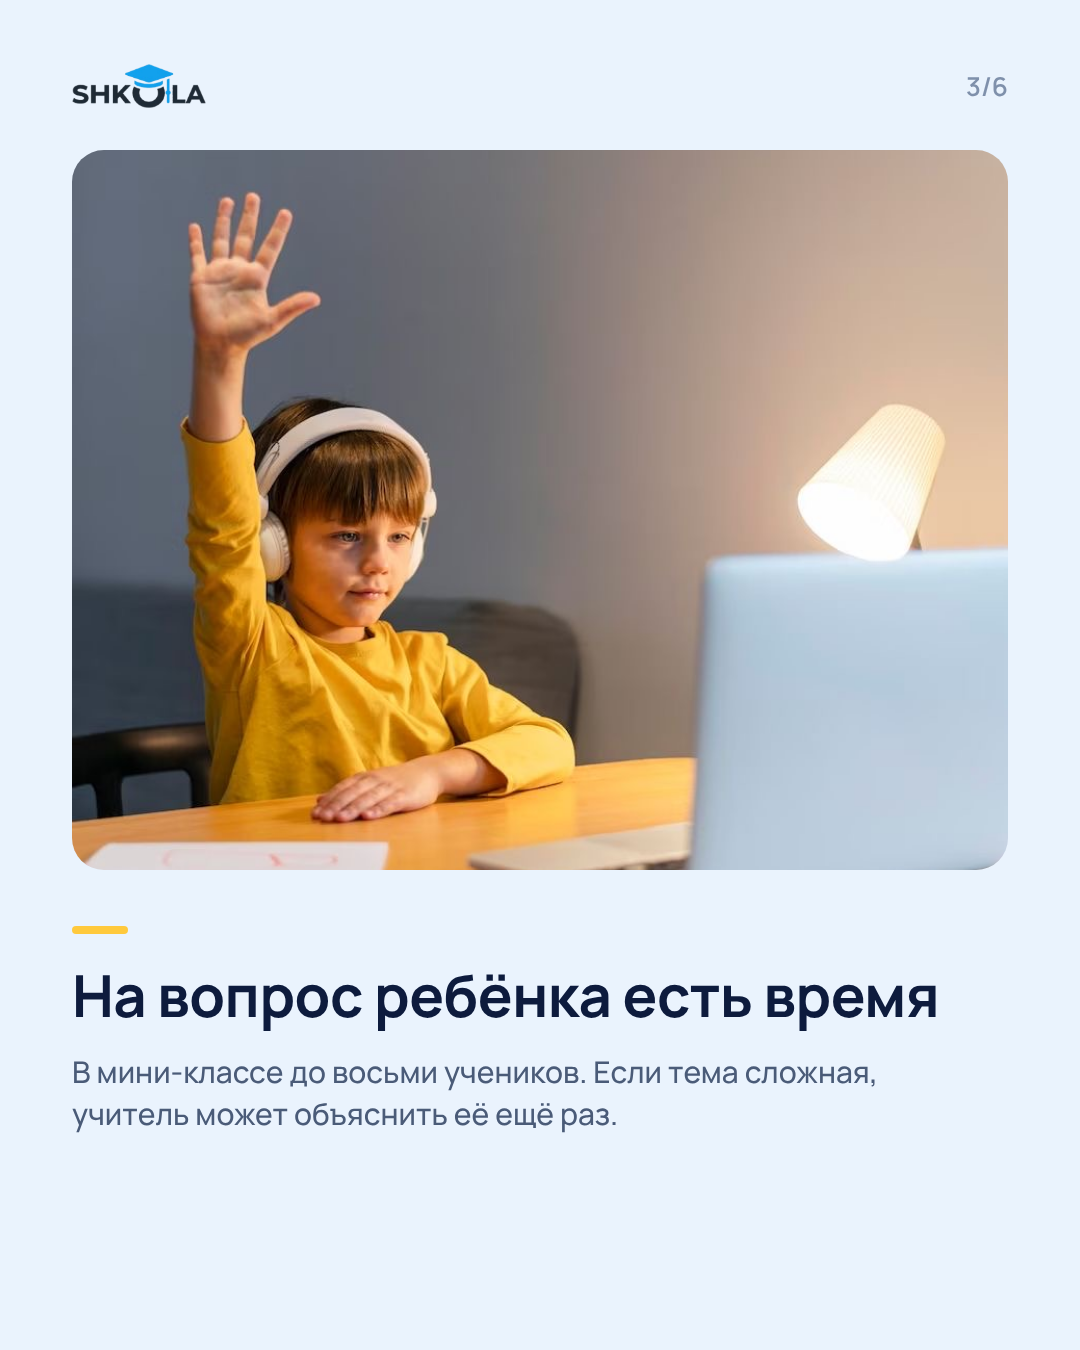 SHKOLA
3/6
На вопрос ребёнка есть время
В мини-классе до восьми учеников. Если тема сложная,
учитель может объяснить её ещё раз.